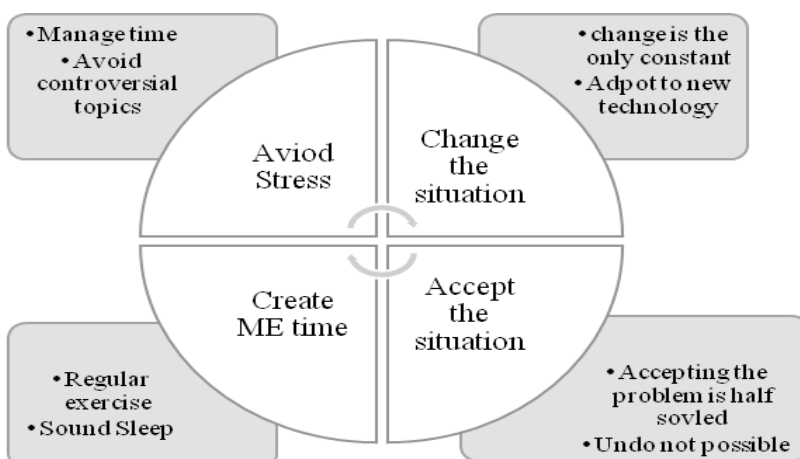 • Manage time
• Avoid
controversial
topics
Aviod
Stress
Change
the
situation
• change is the
only constant
• Adpot to new
technology
Create
ME time
Accept
the
situation
• Regular
exercise
• Sound Sleep
• Accepting the
problem is half
sovled
• Undo not possible